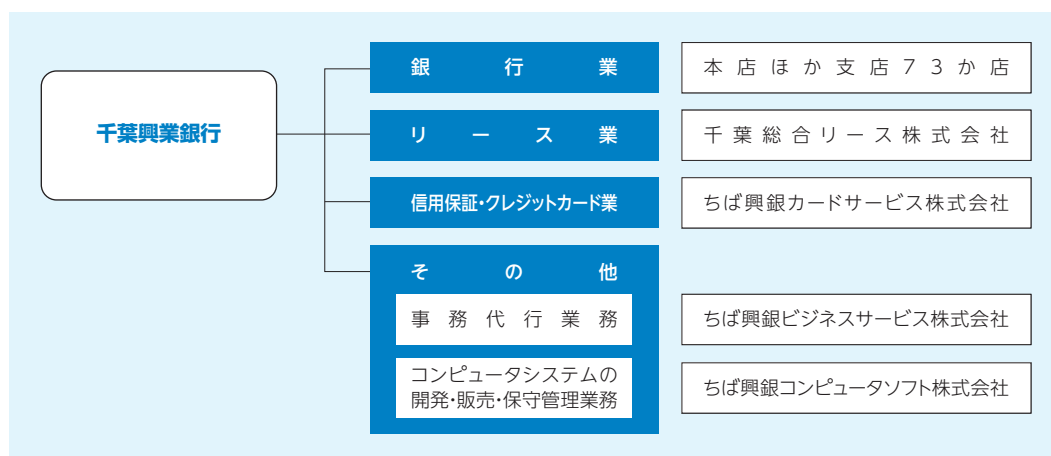 千葉興業銀行
銀行業
本店ほか支店73か店
リース業
千葉総合リース株式会社
信用保証・クレジットカード業
ちば興銀カードサービス株式会社
その他
事務代行業務
ちば興銀ビジネスサービス株式会社
コンピュータシステムの
開発・販売・保守管理業務
ちば興銀コンピュータソフト株式会社